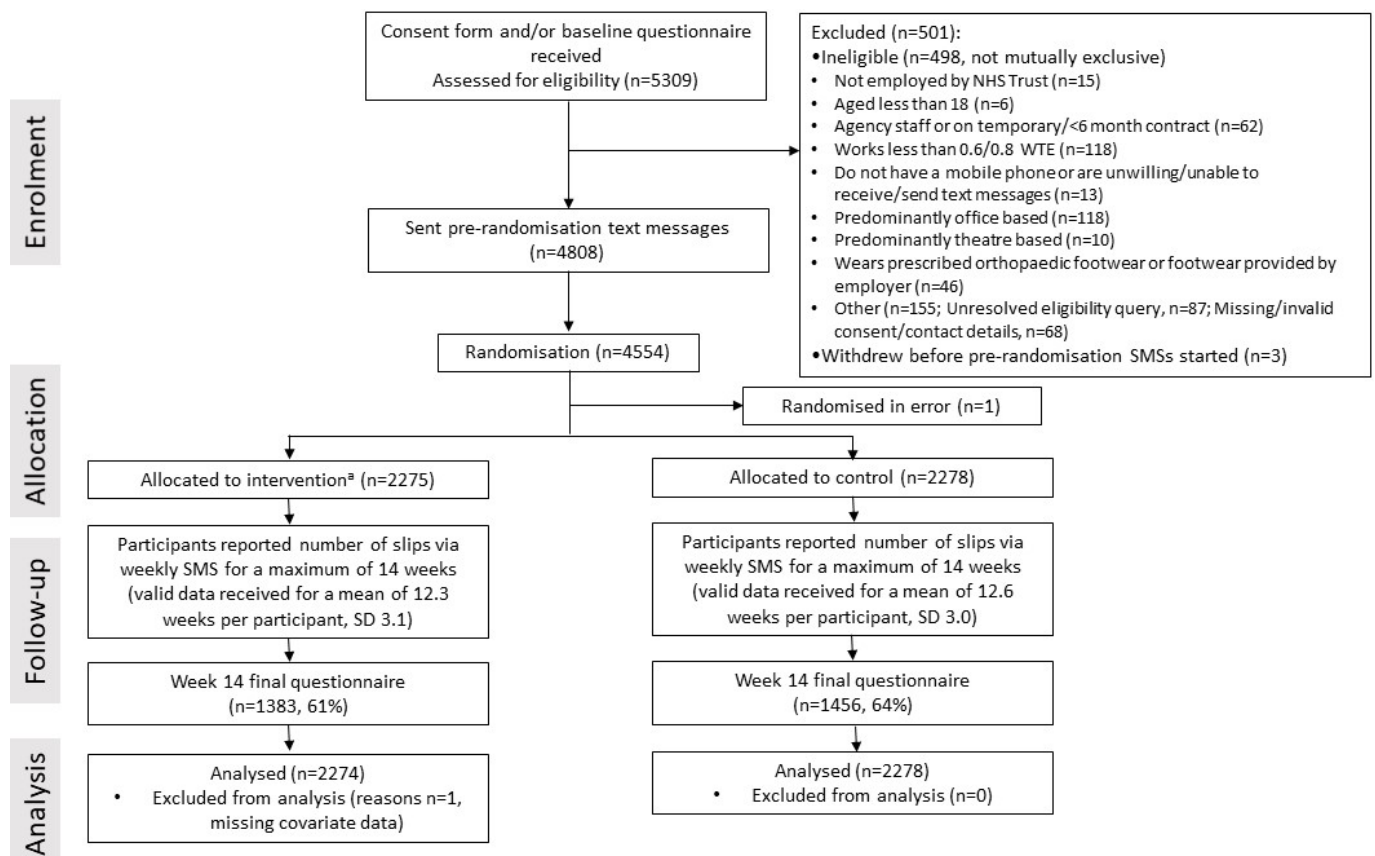 Consent form and/or baseline questionnaire
received
Assessed for eligibility (n=5309)
Excluded (n=501):
•Ineligible (n=498, not mutually exclusive)
• Not employed by NHS Trust (n=15)
• Aged less than 18 (n=6)
• Agency staff or on temporary/<6 month contract (n=62)
• Works less than 0.6/0.8 WTE (n=118)
• Do not have a mobile phone or are unwilling/unable to
receive/send text messages (n=13)
• Predominantly office based (n=118)
• Predominantly theatre based (n=10)
• Wears prescribed orthopaedic footwear or footwear provided by
employer (n=46)
• Other (n=155; Unresolved eligibility query, n=87; Missing/invalid
consent/contact details, n=68)
•Withdrew before pre-randomisation SMSs started (n=3)
Enrolment
Sent pre-randomisation text messages
(n=4808)
Randomisation (n=4554)
Randomised in error (n=1)
Allocation
Allocated to interventionª (n=2275)
Allocated to control (n=2278)
Follow-up
Participants reported number of slips via
weekly SMS for a maximum of 14 weeks
(valid data received for a mean of 12.3
weeks per participant, SD 3.1)
Participants reported number of slips via
weekly SMS for a maximum of 14 weeks
(valid data received for a mean of 12.6
weeks per participant, SD 3.0)
Week 14 final questionnaire
(n=1383, 61%)
Week 14 final questionnaire
(n=1456, 64%)
Analysis
Analysed (n=2274)
• Excluded from analysis (reasons n=1,
missing covariate data)
Analysed (n=2278)
• Excluded from analysis (n=0)